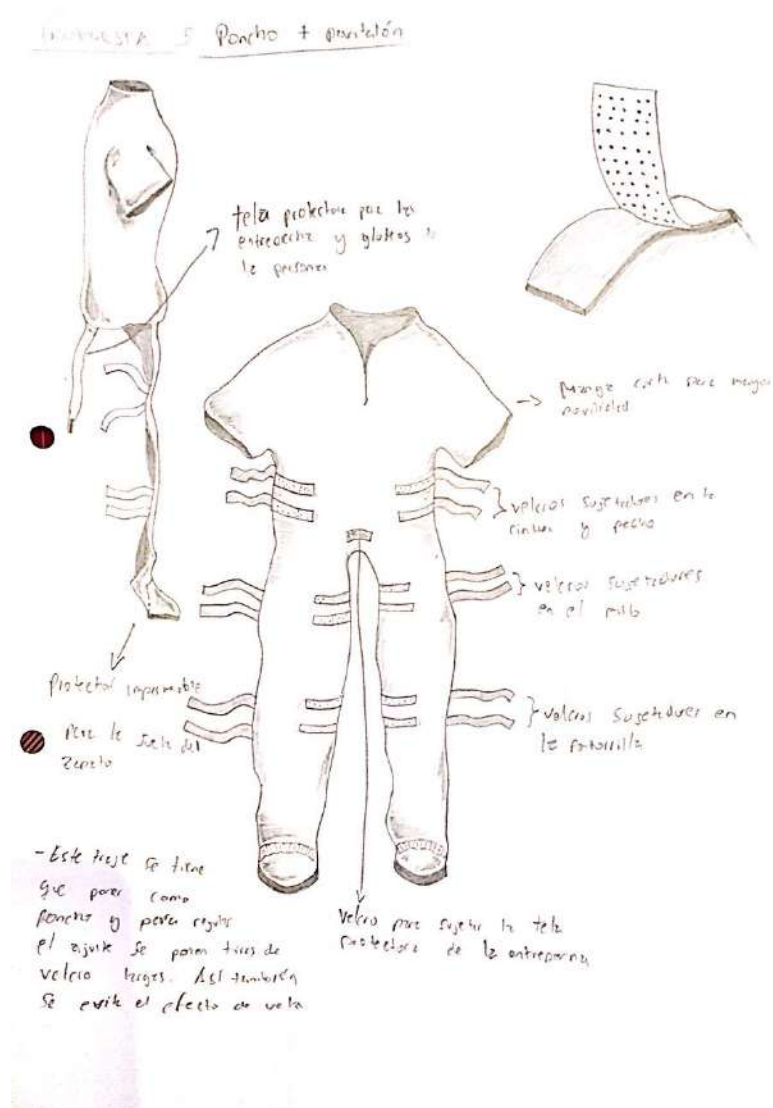 PROPUESTA 5 Poncho + pantalón
tela protectora por la
entrepierna y gluteos de
la persona
→ Manga corta para mayor
movilidad
velcros sujetadores en la
cintura y pecho
velcros sujetadores
en el
velcros sujetadores en
la pantorrilla
Protector impermeable
Para la suela del
zapato
- Este traje se tiene
que poner como
poncho y para regular
el ajuste se ponen tiras de
velcro largas. Así también
se evita el efecto de vela
Velcro para sujetar la tela
protectora de la entrepierna